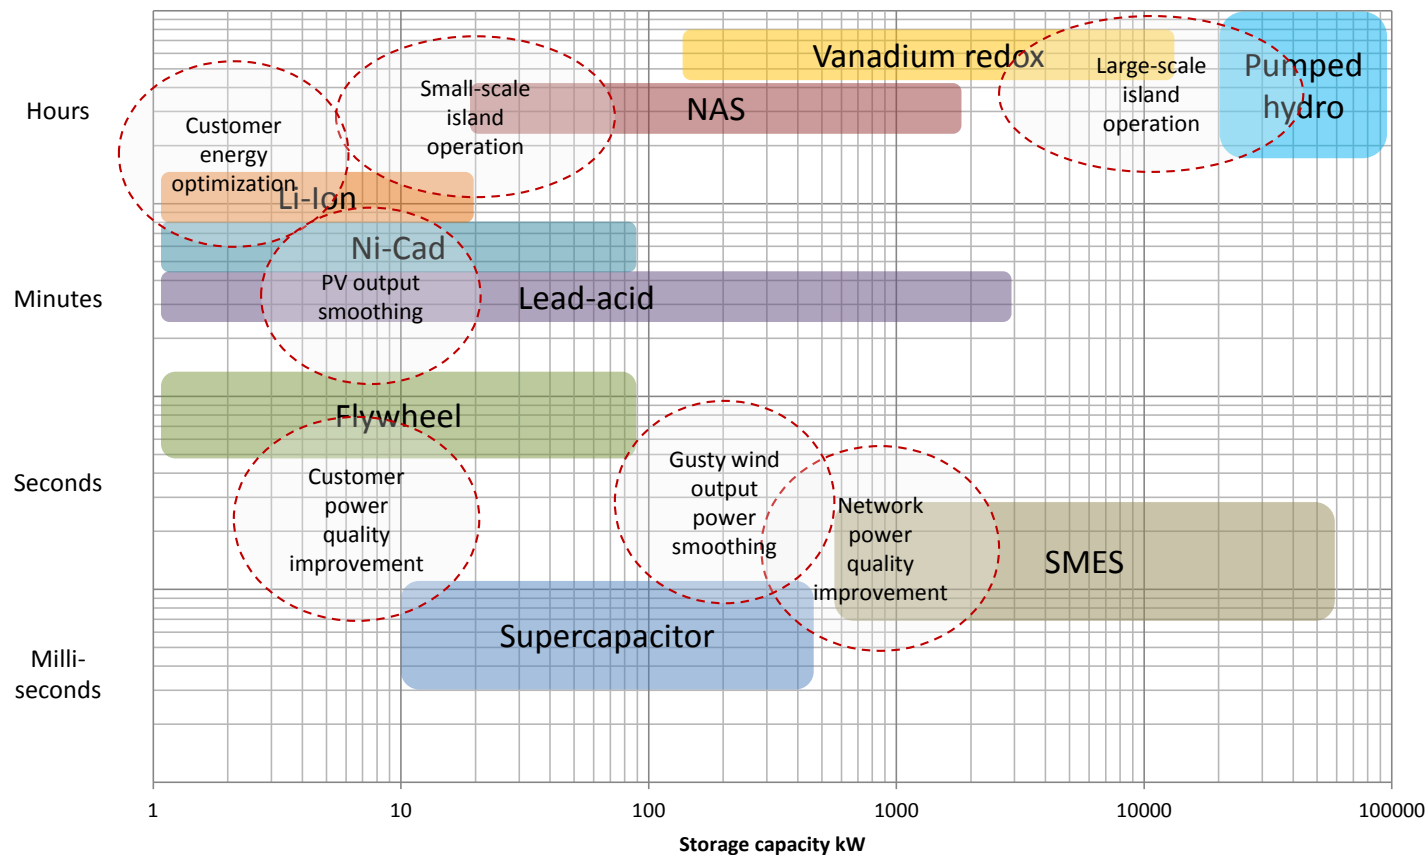 Vanadium redox
Pumped
hydro
Large-scale
island
operation
Small-scale
island
operation
Hours
NAS
Customer
energy
optimization
Li-Ion
Ni-Cad
PV output
smoothing
Minutes
Lead-acid
Flywheel
Customer
power
quality
improvement
Gusty wind
output
power
smoothing
Seconds
Network
power
quality
improvement
SMES
Supercapacitor
Milli-
seconds
1
10
100
1000
10000
100000
Storage capacity kW